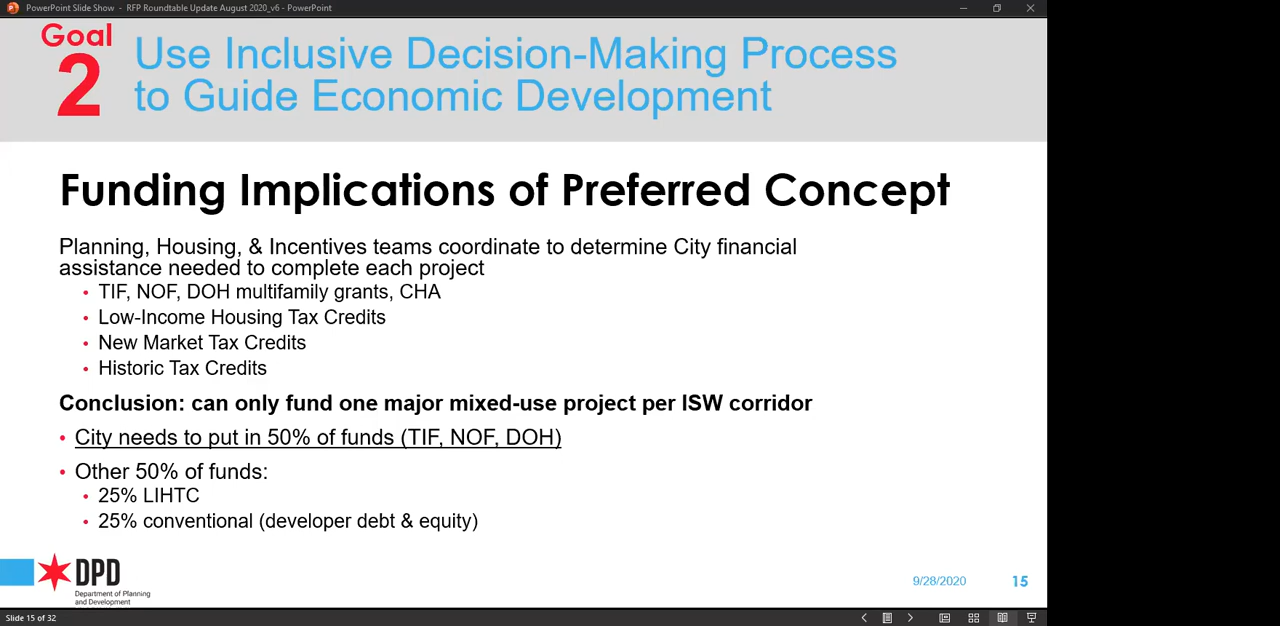 PowerPoint Slide Show - RFP Roundtable Update August 2020_v6 - PowerPoint
Goal
2
Use Inclusive Decision-Making Process
to Guide Economic Development
Funding Implications of Preferred Concept
Planning, Housing, & Incentives teams coordinate to determine City financial
assistance needed to complete each project
• TIF, NOF, DOH multifamily grants, CHA
• Low-Income Housing Tax Credits
• New Market Tax Credits
• Historic Tax Credits
Conclusion: can only fund one major mixed-use project per ISW corridor
• City needs to put in 50% of funds (TIF, NOF, DOH)
• Other 50% of funds:
• 25% LIHTC
• 25% conventional (developer debt & equity)
DPD
Department of Planning
and Development
9/28/2020
15
Slide 15 of 32